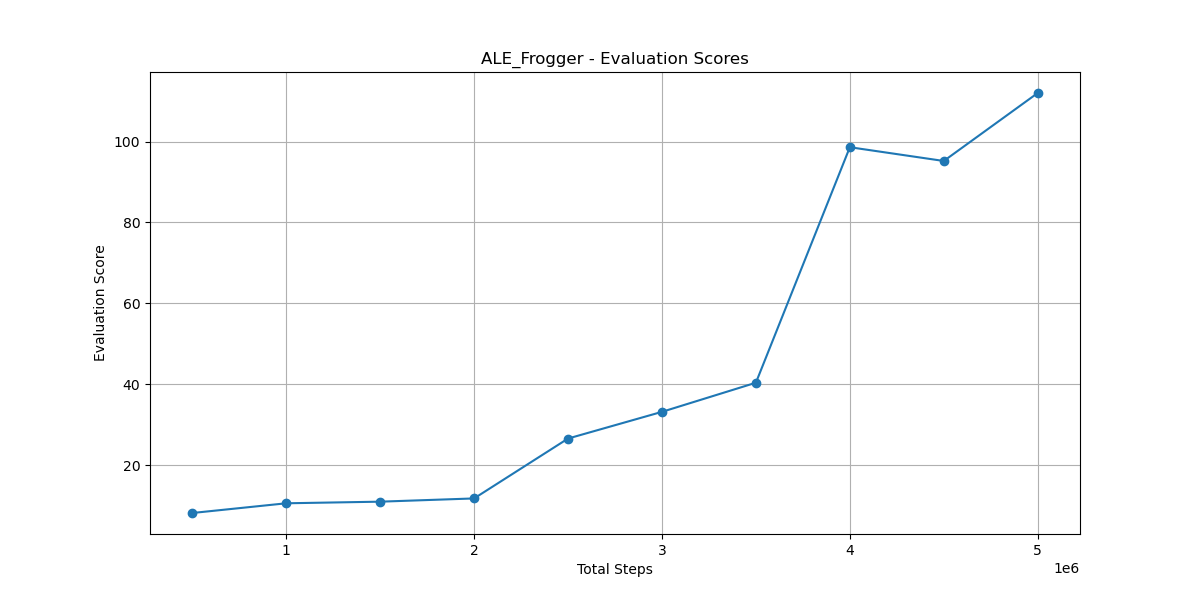 ALE_Frogger - Evaluation Scores
100
80
60
40
20
Evaluation Score
1
2
3
4
5
Total Steps
1e6